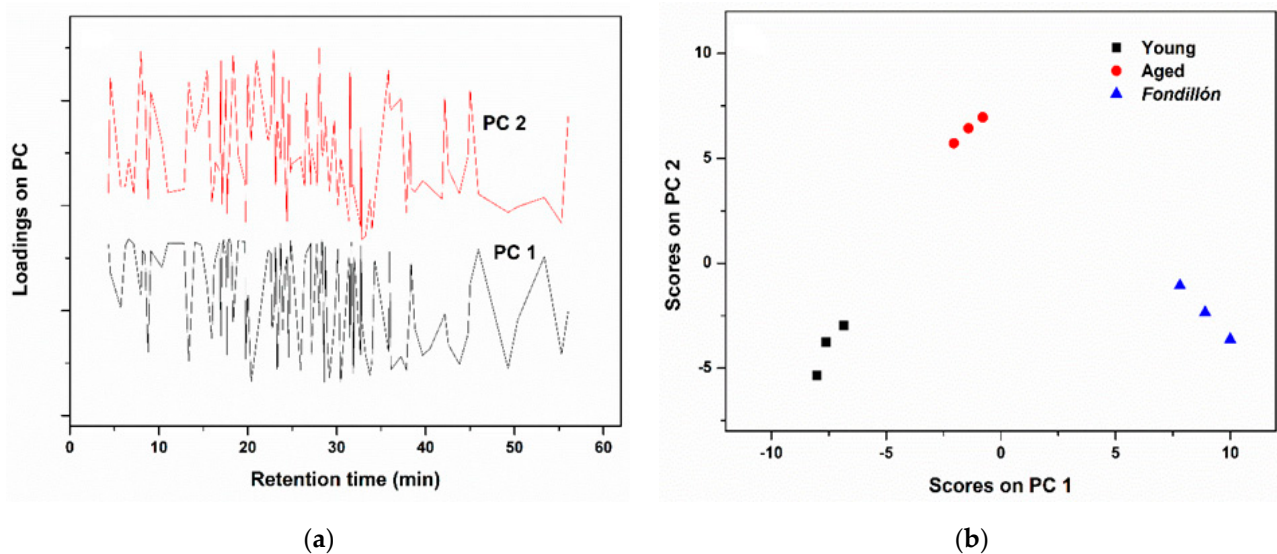 Loadings on PC
PC 2
PC 1
0 10 20 30 40 50 60
Retention time (min)
(a)
Scores on PC 2
10
5
0
-5
Young
Aged
Fondillón
-10 -5 0 5 10
Scores on PC 1
(b)